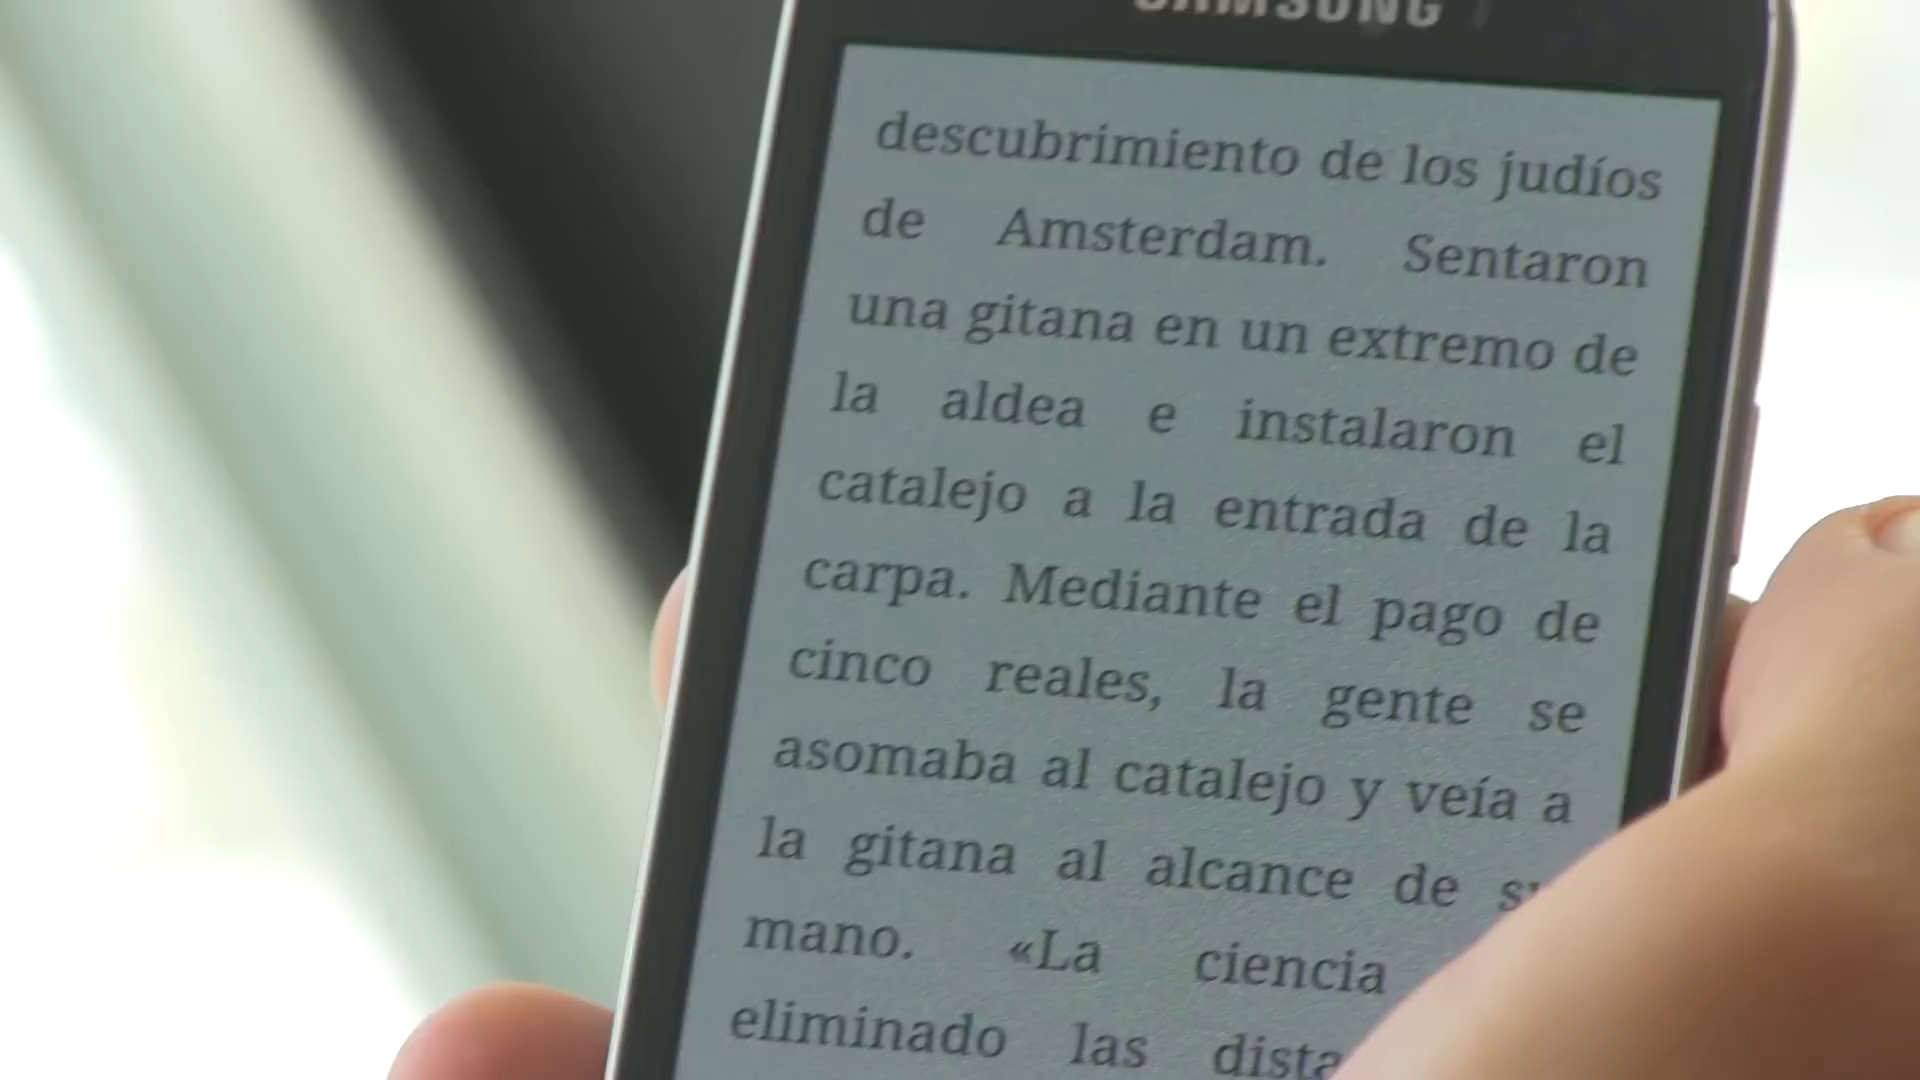 SAMSUNG
descubrimiento de los judíos
de Amsterdam. Sentaron
una gitana en un extremo de
la aldea e instalaron el
catalejo a la entrada de la
carpa. Mediante el pago de
cinco reales, la gente se
asomaba al catalejo y veía a
la gitana al alcance de
mano. «La ciencia
eliminado las